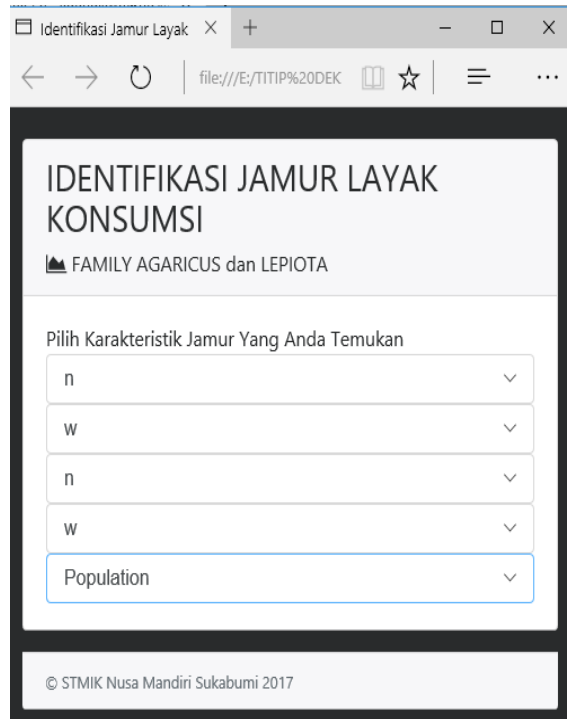 Identifikasi Jamur Layak
file:///E:/TITIP%20DEK
IDENTIFIKASI JAMUR LAYAK
KONSUMSI
FAMILY AGARICUS dan LEPIOTA
Pilih Karakteristik Jamur Yang Anda Temukan
n
w
n
w
Population
© STMIK Nusa Mandiri Sukabumi 2017